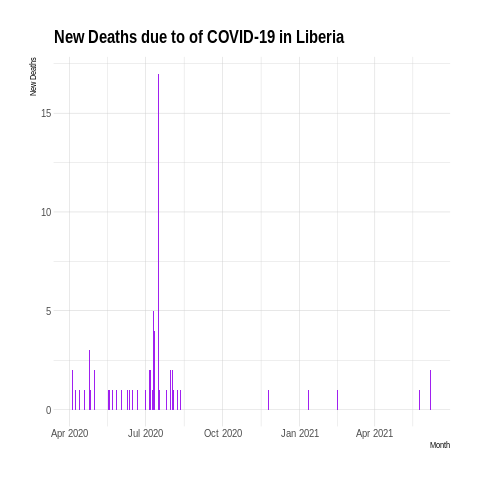 New Deaths due to of COVID-19 in Liberia
New Deaths
15
10
5
0
Apr 2020 Jul 2020 Oct 2020 Jan 2021 Apr 2021
Month